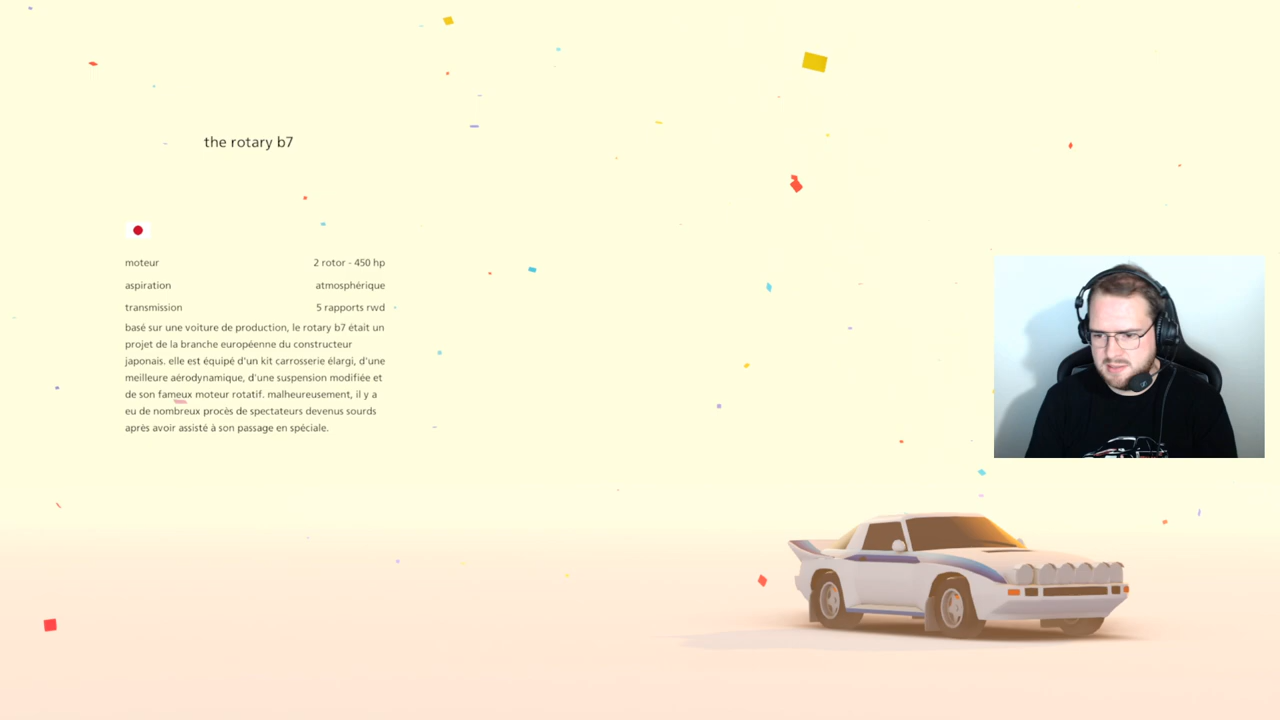 the rotary b7
moteur 2 rotor - 450 hp
aspiration atmosphérique
transmission 5 rapports rwd
basé sur une voiture de production, le rotary b7 était un
projet de la branche européenne du constructeur
japonais. elle est équipé d'un kit carrosserie élargi, d'une
meilleure aérodynamique, d'une suspension modifiée et
de son fameux moteur rotatif. malheureusement, il y a
eu de nombreux procès de spectateurs devenus sourds
après avoir assisté à son passage en spéciale.